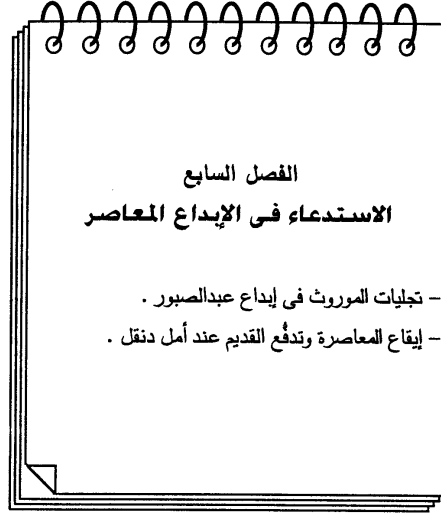 الفصل السابع
الاستدعاء فى الإبداع المعاصر
– تجليات الموروث فى إبداع عبدالصبور .
– إيقاع المعاصرة وتدفُّع القديم عند أمل دنقل .